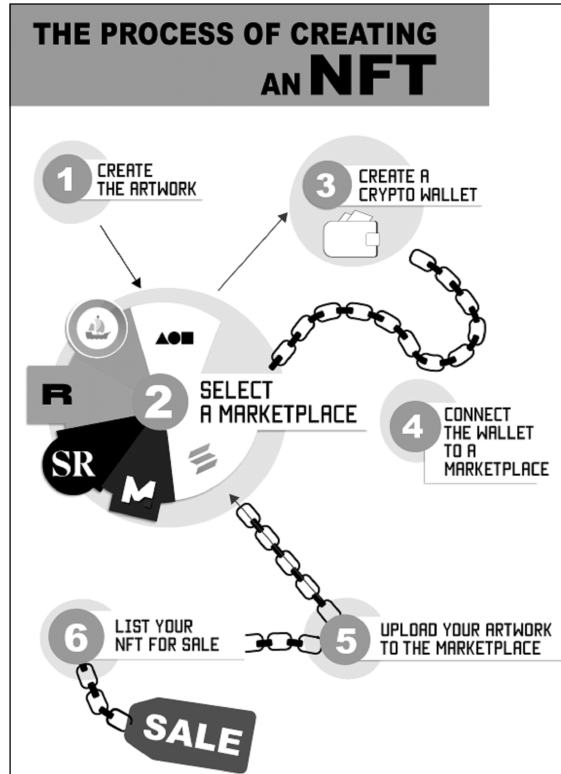 THE PROCESS OF CREATING
AN NFT
1
CREATE
THE ARTWORK
3
CREATE A
CRYPTO WALLET
R
2
SELECT
A MARKETPLACE
SR
M
4
CONNECT
THE WALLET
TO A
MARKETPLACE
6
LIST YOUR
NFT FOR SALE
5
UPLOAD YOUR ARTWORK
TO THE MARKETPLACE
SALE